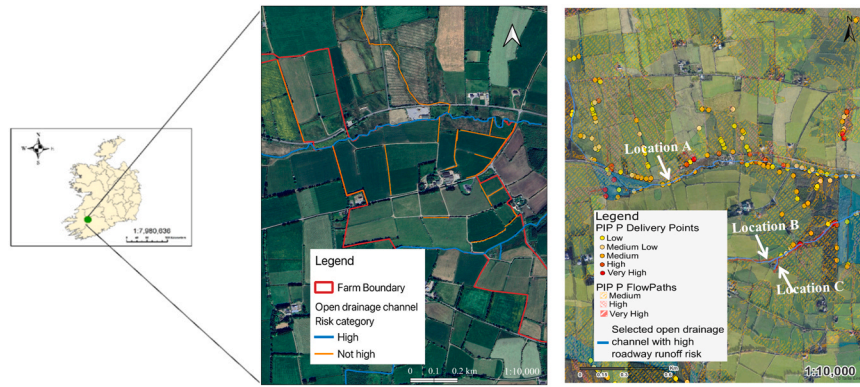 N
W
S
1:7,980,636
Legend
Farm Boundary
Open drainage channel
Risk category
High
Not high
0 0.1 0.2 km
1:10,000
N
Location A
Location B
Location C
Legend
PIP P Delivery Points
Low
Medium Low
Medium
High
Very High
PIP P FlowPaths
Medium
High
Very High
Selected open drainage
channel with high
roadway runoff risk
1:10,000